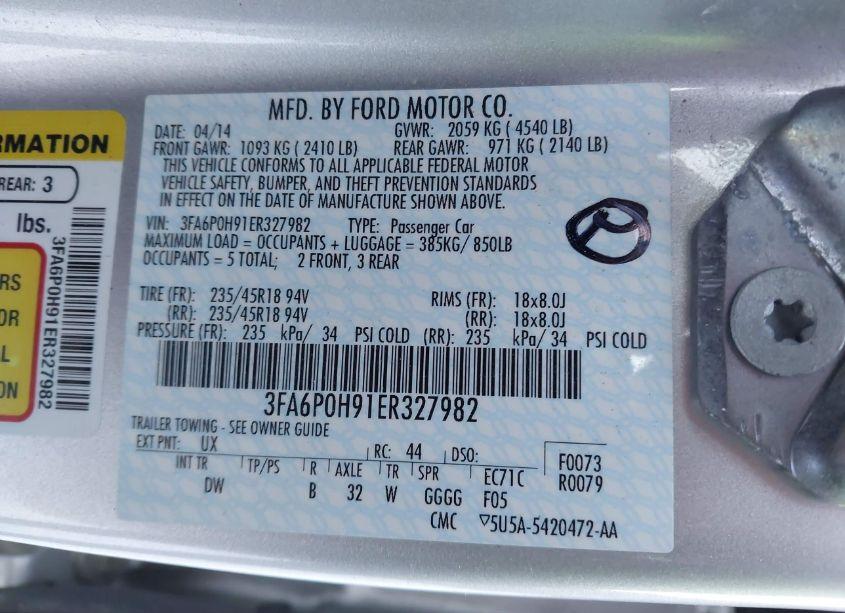 MFD. BY FORD MOTOR CO.
DATE: 04/14 GVWR: 2059 KG ( 4540 LB)
FRONT GAWR: 1093 KG ( 2410 LB) REAR GAWR: 971 KG ( 2140 LB)
THIS VEHICLE CONFORMS TO ALL APPLICABLE FEDERAL MOTOR
VEHICLE SAFETY, BUMPER, AND THEFT PREVENTION STANDARDS
IN EFFECT ON THE DATE OF MANUFACTURE SHOWN ABOVE.
VIN: 3FA6P0H91ER327982 TYPE: Passenger Car
MAXIMUM LOAD = OCCUPANTS + LUGGAGE = 385KG/ 850LB
OCCUPANTS = 5 TOTAL; 2 FRONT, 3 REAR
TIRE (FR): 235/45R18 94V RIMS (FR): 18x8.0J
(RR): 235/45R18 94V (RR): 18x8.0J
PRESSURE (FR): 235 kPa/ 34 PSI COLD (RR): 235 kPa/ 34 PSI COLD
3FA6P0H91ER327982
TRAILER TOWING - SEE OWNER GUIDE
EXT PNT: UX RC: 44 DSO: F0073
INT TR TP/PS R AXLE TR SPR EC71C R0079
DW B 32 W GGGG F05
CMC ▽5U5A-5420472-AA
ORMATION
REAR: 3
lbs.
3FA6P0H91ER327982
RS
OR
AL
ON